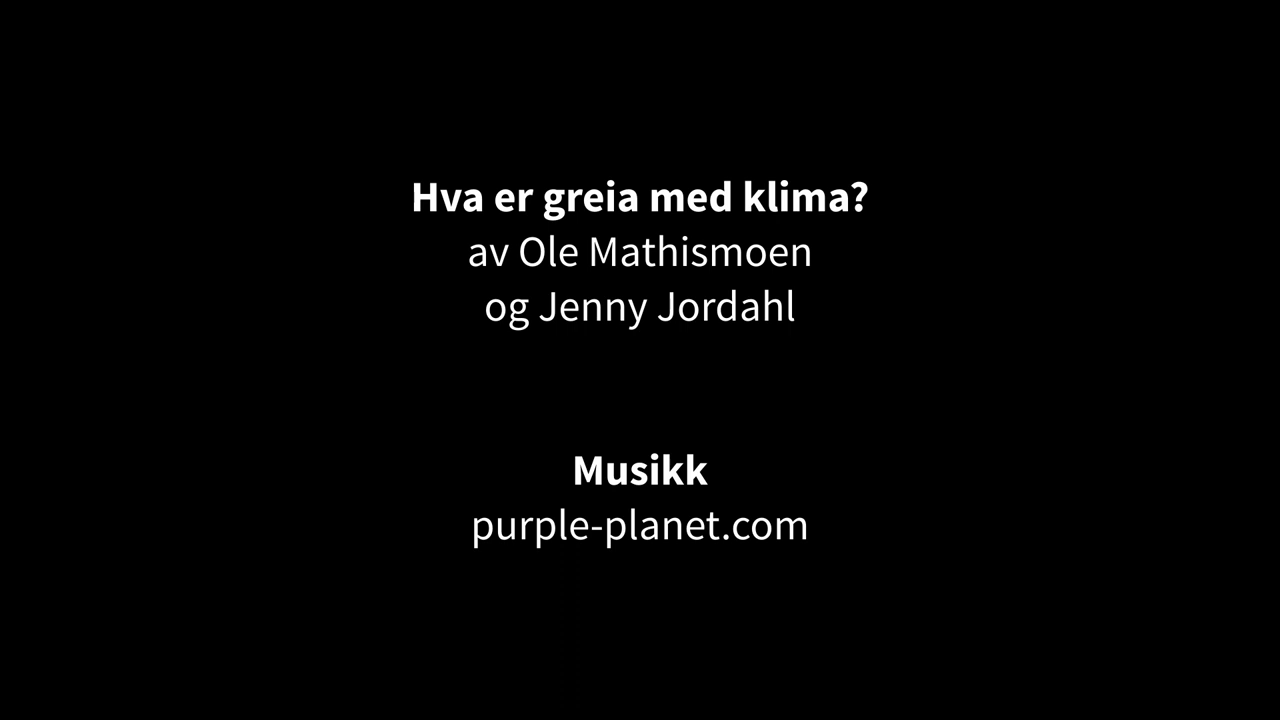 Hva er greia med klima?
av Ole Mathismoen
og Jenny Jordahl
Musikk
purple-planet.com